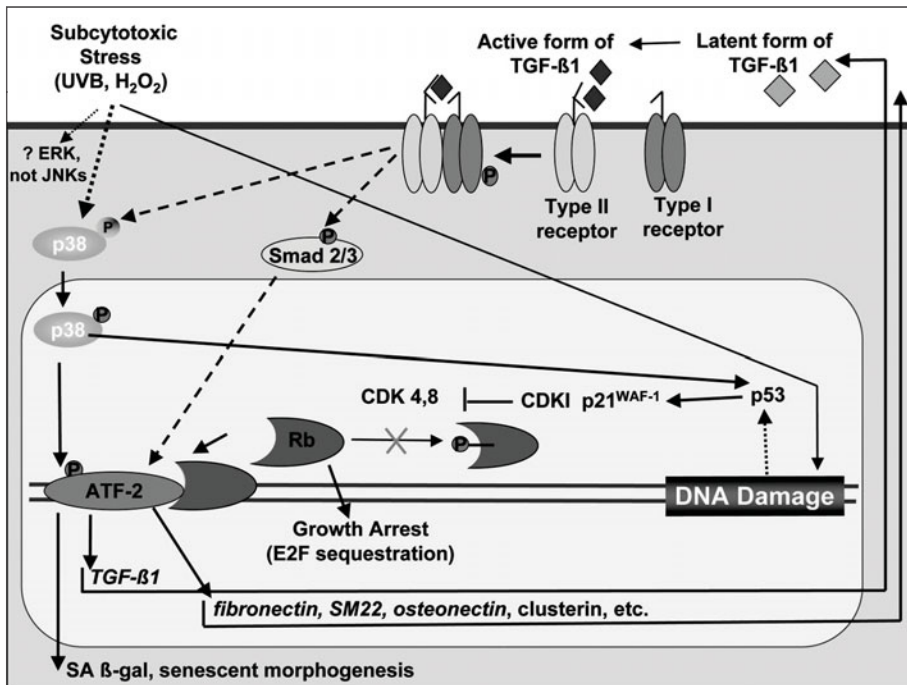 Subcytotoxic
Stress
(UVB, H₂O₂)
Active form of
TGF-ß1
Latent form of
TGF-ß1
? ERK,
not JNKs
P
p38
P
P
Type II
receptor
Type I
receptor
Smad 2/3
P
p38
CDK 4,8
CDKI p21WAF-1
p53
Rb
P
P
ATF-2
DNA Damage
Growth Arrest
(E2F sequestration)
TGF-ß1
fibronectin, SM22, osteonectin, clusterin, etc.
SA ß-gal, senescent morphogenesis